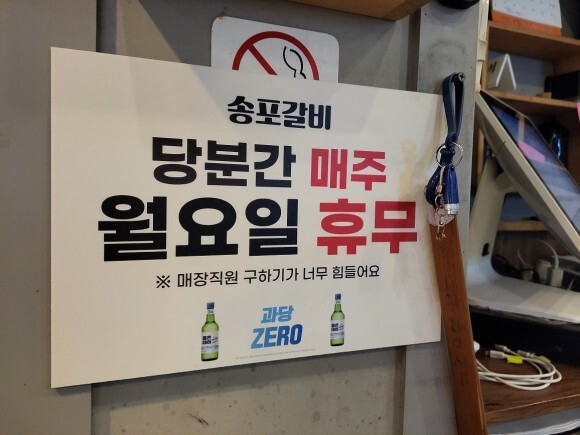 송포갈비
당분간 매주
월요일 휴무
※ 매장직원 구하기가 너무 힘들어요
과당
ZERO